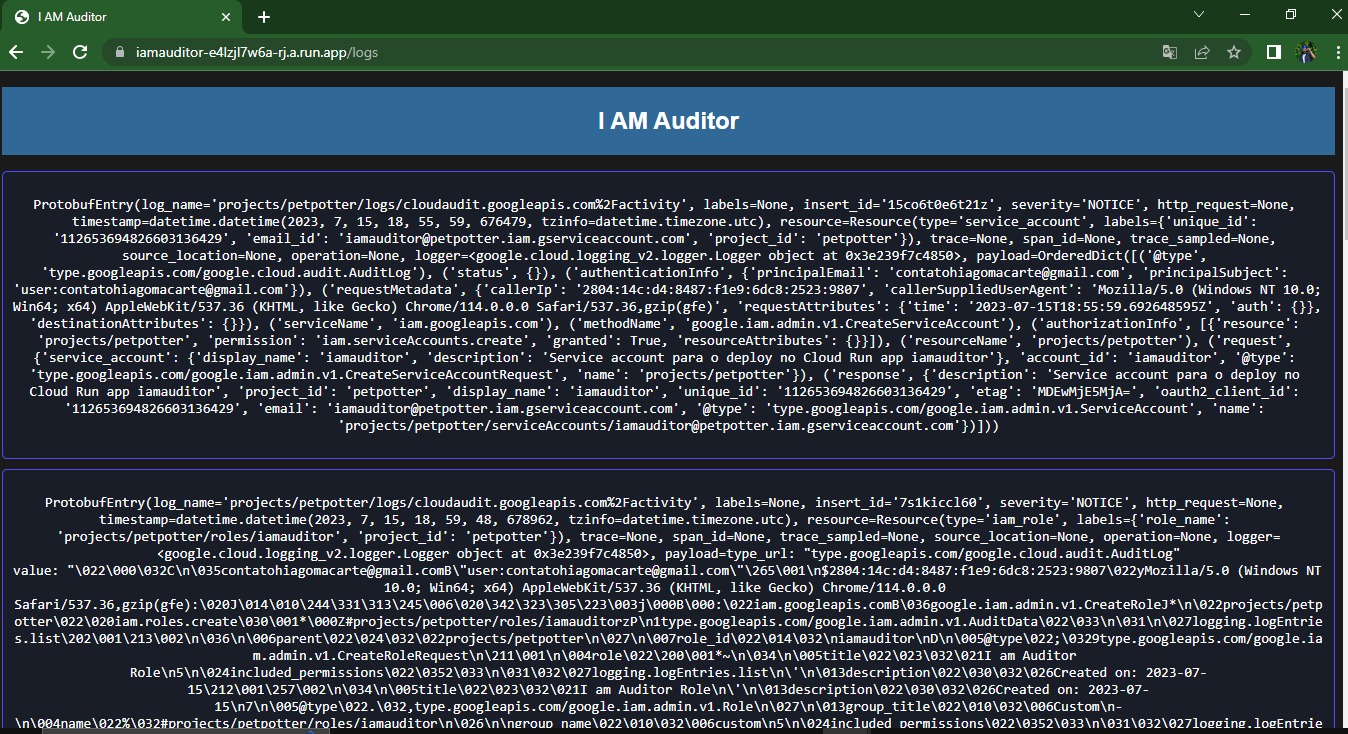 I AM Auditor
iamauditor-e4lzjl7w6a-rj.a.run.app/logs
I AM Auditor
ProtobufEntry(log_name='projects/petpotter/logs/cloudaudit.googleapis.com%2Factivity', labels=None, insert_id='15co6t0e6t21z', severity='NOTICE', http_request=None,
timestamp=datetime.datetime(2023, 7, 15, 18, 55, 59, 676479, tzinfo=datetime.timezone.utc), resource=Resource(type='service_account', labels={'unique_id':
'112653694826603136429', 'email_id': 'iamauditor@petpotter.iam.gserviceaccount.com', 'project_id': 'petpotter'}), trace=None, span_id=None, trace_sampled=None,
source_location=None, operation=None, logger=<google.cloud.logging_v2.logger.Logger object at 0x3e239f7c4850>, payload=OrderedDict([('@type',
'type.googleapis.com/google.cloud.audit.AuditLog'), ('status', {}), ('authenticationInfo', {'principalEmail': 'contatohiagomacarte@gmail.com', 'principalSubject':
'user:contatohiagomacarte@gmail.com'}), ('requestMetadata', {'callerIp': '2804:14c:d4:8487:f1e9:6dc8:2523:9807', 'callerSuppliedUserAgent': 'Mozilla/5.0 (Windows NT 10.0;
Win64; x64) AppleWebKit/537.36 (KHTML, like Gecko) Chrome/114.0.0.0 Safari/537.36,gzip(gfe)', 'requestAttributes': {'time': '2023-07-15T18:55:59.692648595Z', 'auth': {}},
'destinationAttributes': {}}), ('serviceName', 'iam.googleapis.com'), ('methodName', 'google.iam.admin.v1.CreateServiceAccount'), ('authorizationInfo', [{'resource':
'projects/petpotter', 'permission': 'iam.serviceAccounts.create', 'granted': True, 'resourceAttributes': {}}]), ('resourceName', 'projects/petpotter'), ('request',
{'service_account': {'display_name': 'iamauditor', 'description': 'Service account para o deploy no Cloud Run app iamauditor'}, 'account_id': 'iamauditor', '@type':
'type.googleapis.com/google.iam.admin.v1.CreateServiceAccountRequest', 'name': 'projects/petpotter'}), ('response', {'description': 'Service account para o deploy no
Cloud Run app iamauditor', 'project_id': 'petpotter', 'display_name': 'iamauditor', 'unique_id': '112653694826603136429', 'etag': 'MDEwMjE5MjA=', 'oauth2_client_id':
'112653694826603136429', 'email': 'iamauditor@petpotter.iam.gserviceaccount.com', '@type': 'type.googleapis.com/google.iam.admin.v1.ServiceAccount', 'name':
'projects/petpotter/serviceAccounts/iamauditor@petpotter.iam.gserviceaccount.com'})]))
ProtobufEntry(log_name='projects/petpotter/logs/cloudaudit.googleapis.com%2Factivity', labels=None, insert_id='7s1kiccl60', severity='NOTICE', http_request=None,
timestamp=datetime.datetime(2023, 7, 15, 18, 59, 48, 678962, tzinfo=datetime.timezone.utc), resource=Resource(type='iam_role', labels={'role_name':
'projects/petpotter/roles/iamauditor', 'project_id': 'petpotter'}), trace=None, span_id=None, trace_sampled=None, source_location=None, operation=None, logger=
<google.cloud.logging_v2.logger.Logger object at 0x3e239f7c4850>, payload=type_url: "type.googleapis.com/google.cloud.audit.AuditLog"
value: "\022\000\032C\n\035contatohiagomacarte@gmail.comB\"user:contatohiagomacarte@gmail.com\"\265\001\n$2804:14c:d4:8487:f1e9:6dc8:2523:9807\022yMozilla/5.0 (Windows NT
10.0; Win64; x64) AppleWebKit/537.36 (KHTML, like Gecko) Chrome/114.0.0.0
Safari/537.36,gzip(gfe):\020J\014\010\244\331\313\245\006\020\342\323\305\223\003j\000B\000:\022iam.googleapis.comB\036google.iam.admin.v1.CreateRoleJ*\n\022projects/petp
otter\022\020iam.roles.create\030\001*\000Z#projects/petpotter/roles/iamauditorzP\n1type.googleapis.com/google.iam.admin.v1.AuditData\022\033\n\031\n\027logging.logEntrie
s.list\202\001\213\002\n\036\n\006parent\022\024\032\022projects/petpotter\n\027\n\007role_id\022\014\032\niamauditor\nD\n\005@type\022;\0329type.googleapis.com/google.ia
m.admin.v1.CreateRoleRequest\n\211\001\n\004role\022\200\001*~\n\034\n\005title\022\023\032\021I am Auditor
Role\n5\n\024included_permissions\022\0352\033\n\031\032\027logging.logEntries.list\n\'\n\013description\022\030\032\026Created on: 2023-07-
15\212\001\257\002\n\034\n\005title\022\023\032\021I am Auditor Role\n\'\n\013description\022\030\032\026Created on: 2023-07-
15\n7\n\005@type\022.\032,type.googleapis.com/google.iam.admin.v1.Role\n\027\n\013group_title\022\010\032\006Custom\n-
\n\004name\022%\032#projects/petpotter/roles/iamauditor\n\026\n\ngroup_name\022\010\032\006custom\n5\n\024included_permissions\022\0352\033\n\031\032\027logging.logEntrie